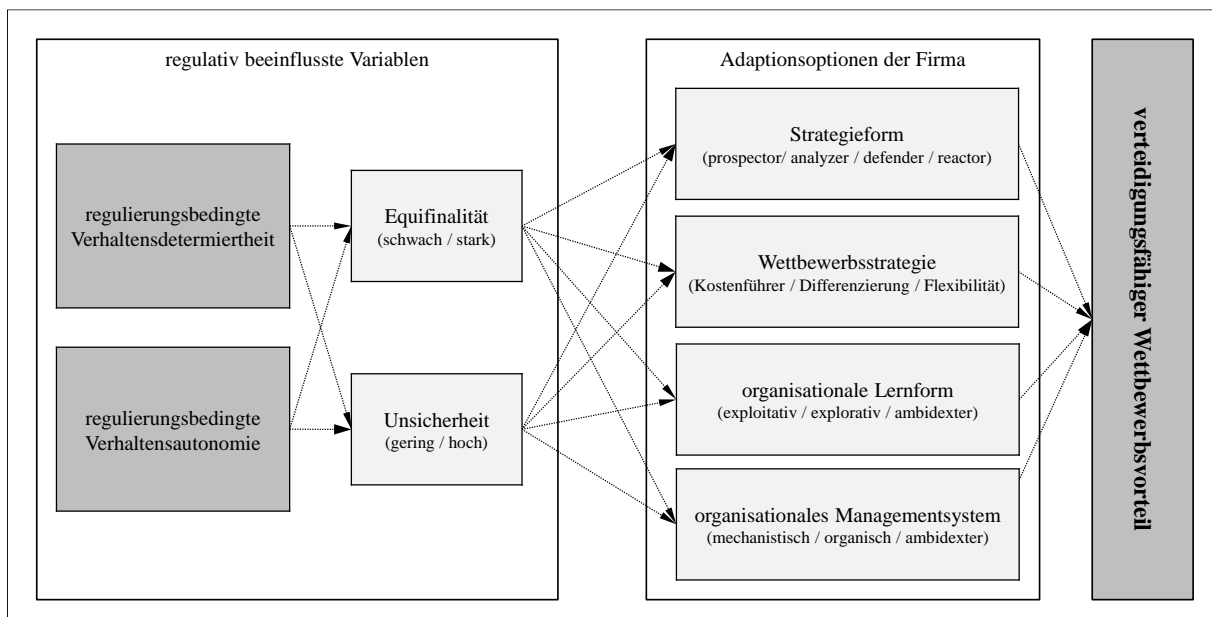 regulativ beeinflusste Variablen
regulierungsbedingte
Verhaltensdetermiertheit
regulierungsbedingte
Verhaltensautonomie
Equifinalität
(schwach / stark)
Unsicherheit
(gering / hoch)
Adaptionsoptionen der Firma
Strategieform
(prospector/ analyzer / defender / reactor)
Wettbewerbsstrategie
(Kostenführer / Differenzierung / Flexibilität)
organisationale Lernform
(exploitativ / explorativ / ambidexter)
organisationales Managementsystem
(mechanistisch / organisch / ambidexter)
verteidigungsfähiger Wettbewerbsvorteil